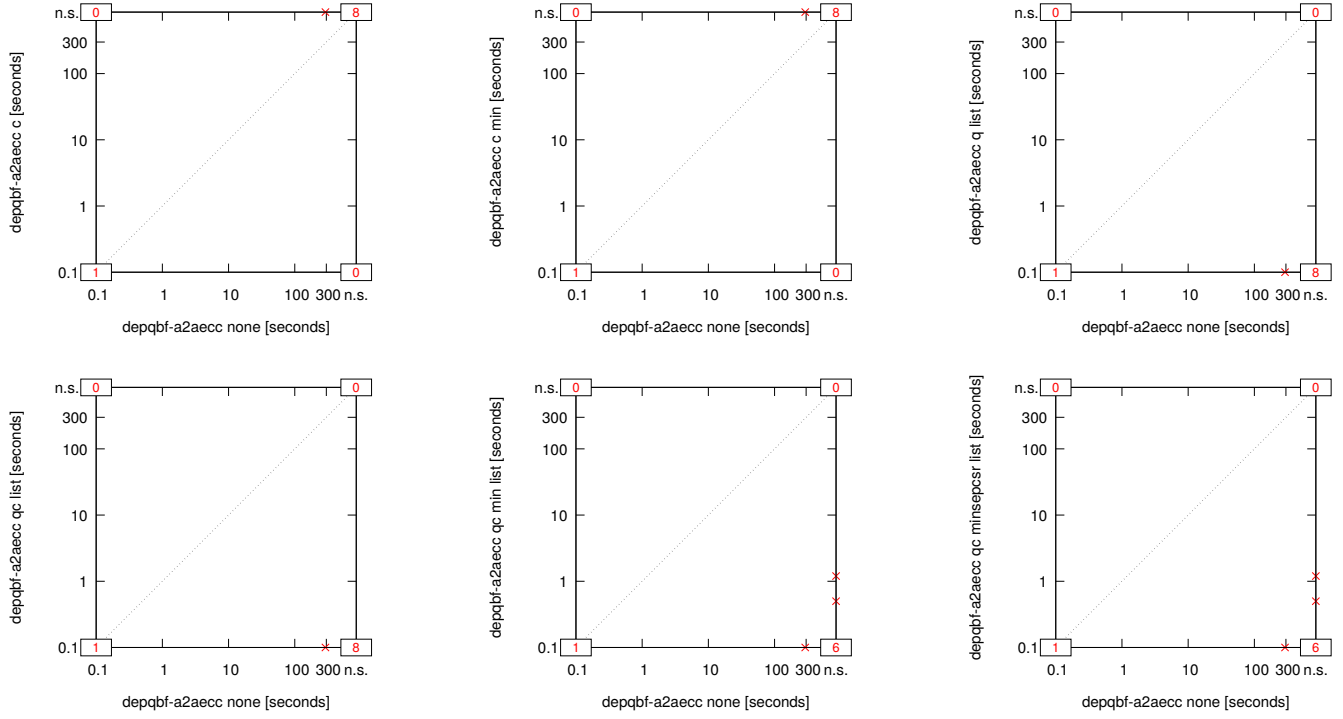 n.s. 0 8
300
100
10
1
0.1 1 0
0.1 1 10 100 300 n.s.
depqbf-a2aecc c [seconds]
depqbf-a2aecc none [seconds]
n.s. 0 8
300
100
10
1
0.1 1 0
0.1 1 10 100 300 n.s.
depqbf-a2aecc c min [seconds]
depqbf-a2aecc none [seconds]
n.s. 0 0
300
100
10
1
0.1 1 8
0.1 1 10 100 300 n.s.
depqbf-a2aecc q list [seconds]
depqbf-a2aecc none [seconds]
n.s. 0 0
300
100
10
1
0.1 1 8
0.1 1 10 100 300 n.s.
depqbf-a2aecc qc list [seconds]
depqbf-a2aecc none [seconds]
n.s. 0 0
300
100
10
1
0.1 1 6
0.1 1 10 100 300 n.s.
depqbf-a2aecc qc min list [seconds]
depqbf-a2aecc none [seconds]
n.s. 0 0
300
100
10
1
0.1 1 6
0.1 1 10 100 300 n.s.
depqbf-a2aecc qc minsepcsr list [seconds]
depqbf-a2aecc none [seconds]